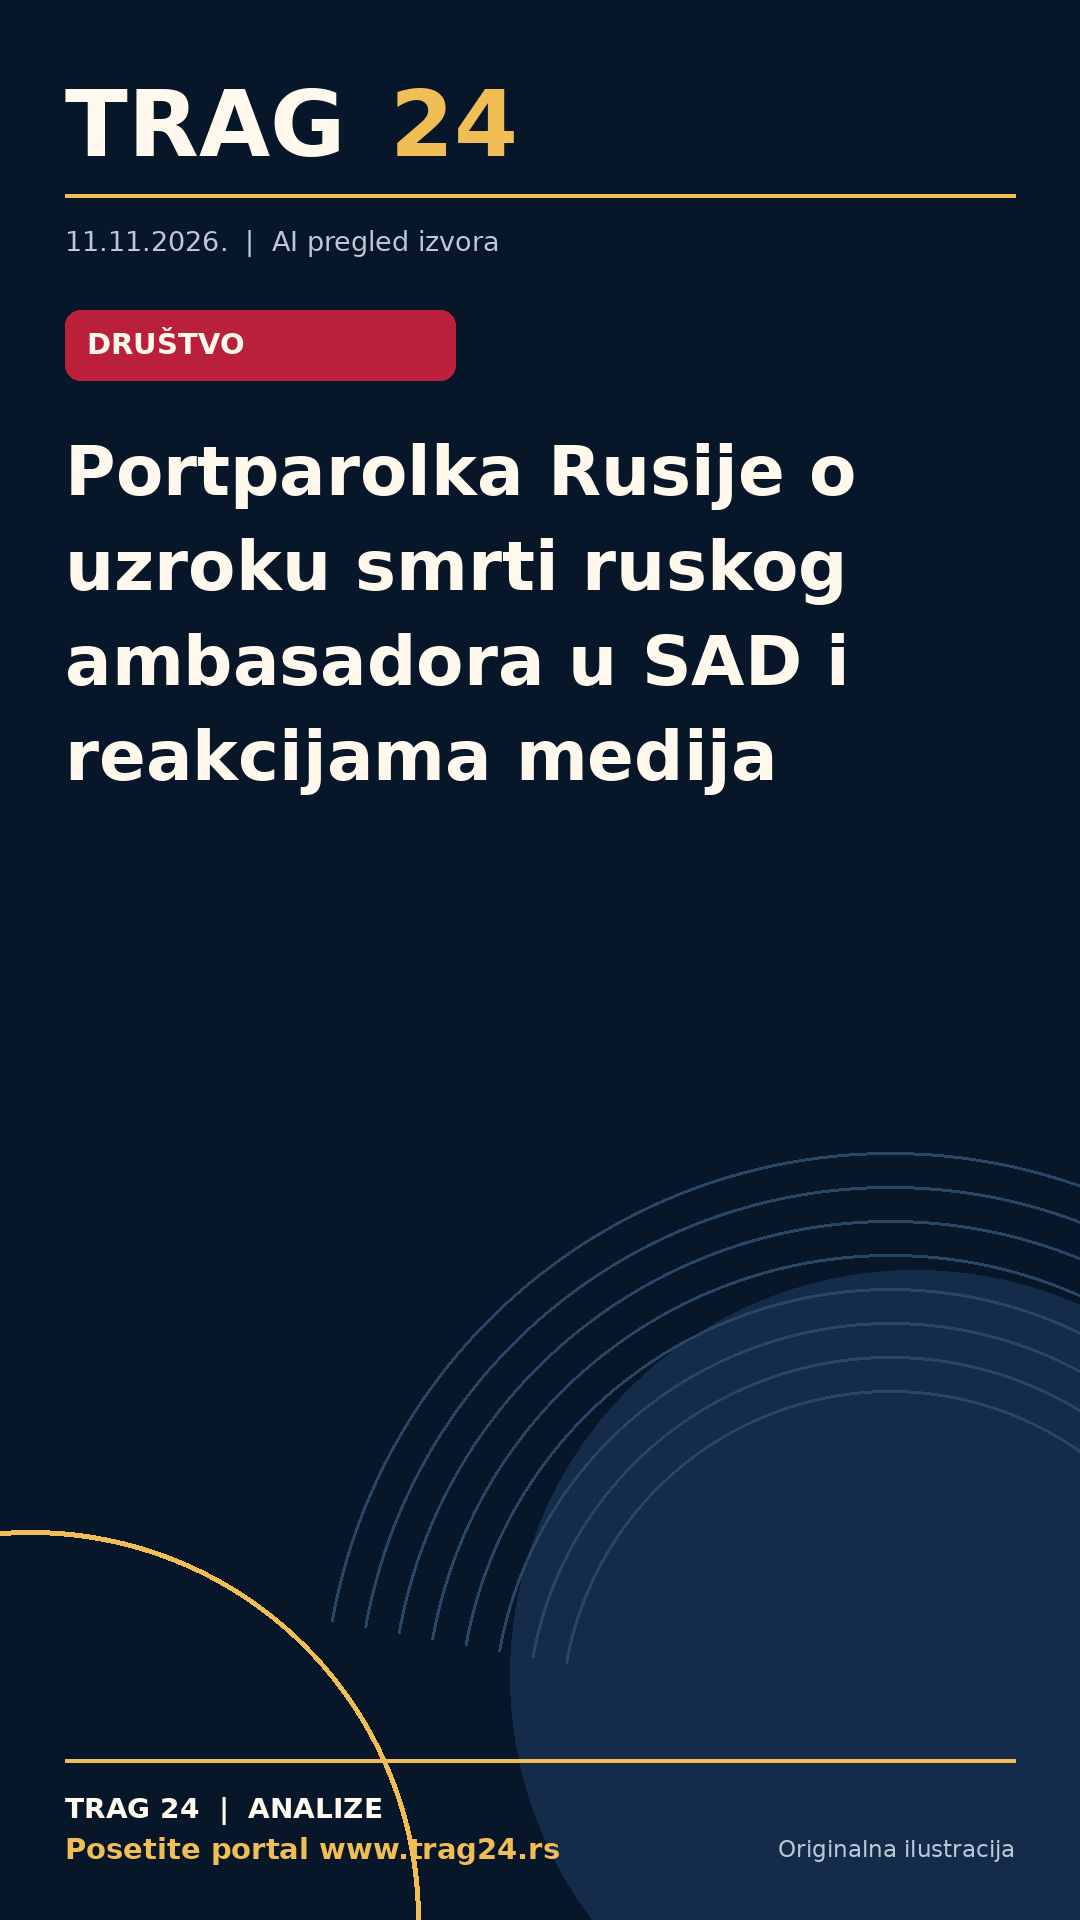 TRAG 24
11.11.2026. | AI pregled izvora
DRUŠTVO
Portparolka Rusije o
uzroku smrti ruskog
ambasadora u SAD i
reakcijama medija
TRAG 24 | ANALIZE
Posetite portal www.trag24.rs
Originalna ilustracija